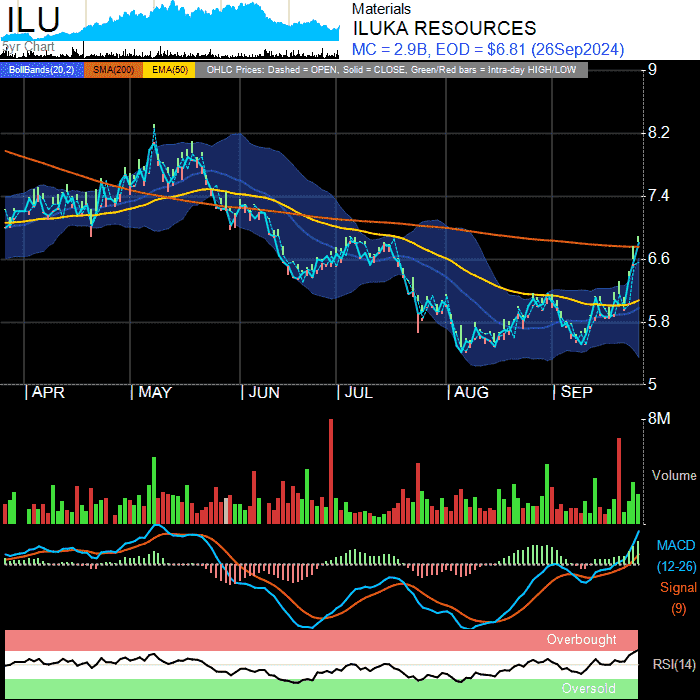 ILU
5yr Chart
Materials
ILUKA RESOURCES
MC = 2.9B, EOD = $6.81 (26Sep2024)
BollBands(20,2) SMA(200) EMA(50) OHLC Prices: Dashed = OPEN, Solid = CLOSE, Green/Red bars = Intra-day HIGH/LOW
9
8.2
7.4
6.6
5.8
5
APR MAY JUN JUL AUG SEP
8M
Volume
MACD
(12-26)
Signal
(9)
Overbought
RSI(14)
Oversold